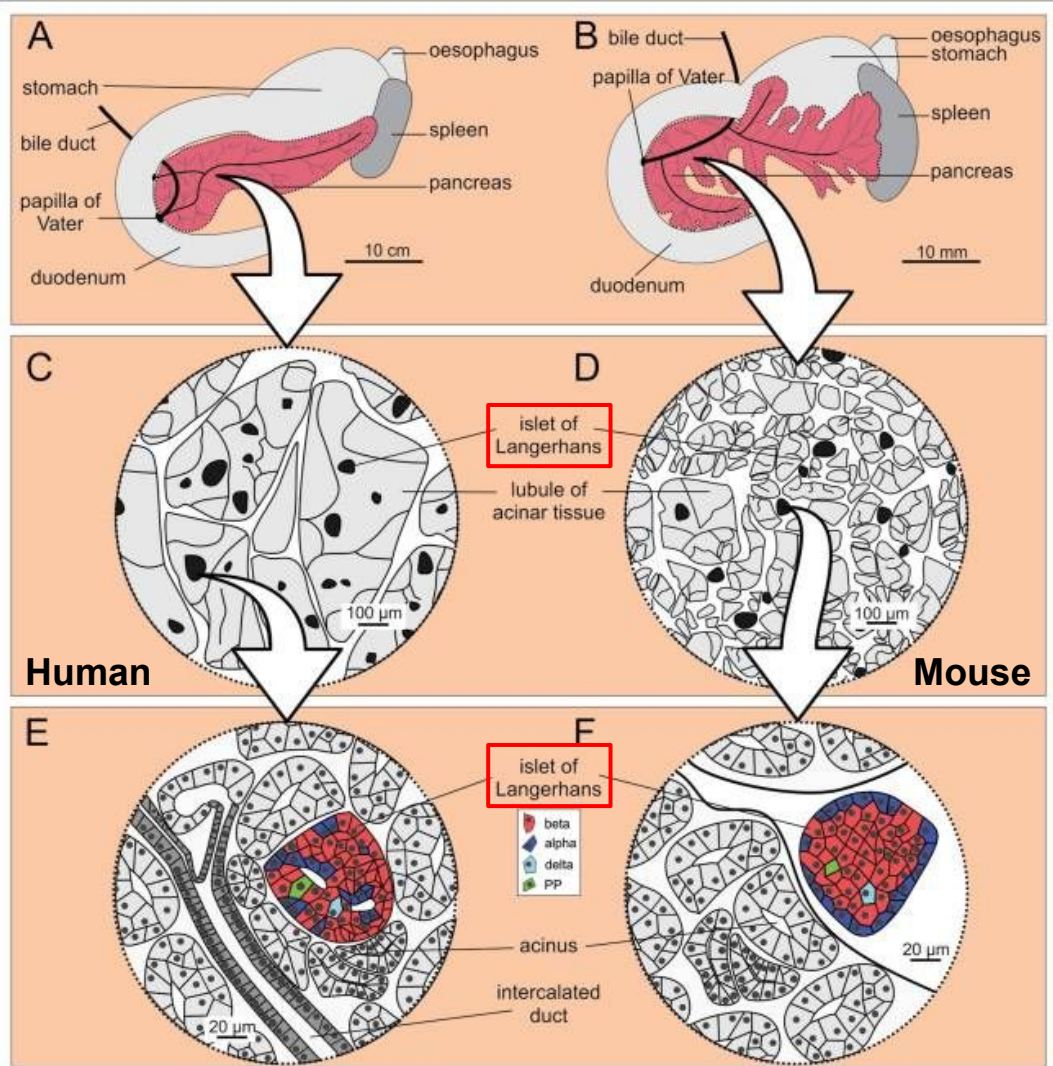 A
oesophagus
stomach
bile duct
spleen
pancreas
papilla of
Vater
duodenum
10 cm
B
bile duct
oesophagus
stomach
papilla of Vater
spleen
pancreas
duodenum
10 mm
C
D
islet of
Langerhans
lubule of
acinar tissue
100 µm
100 µm
Human
Mouse
E
F
islet of
Langerhans
beta
alpha
delta
PP
acinus
intercalated
duct
20 µm
20 µm